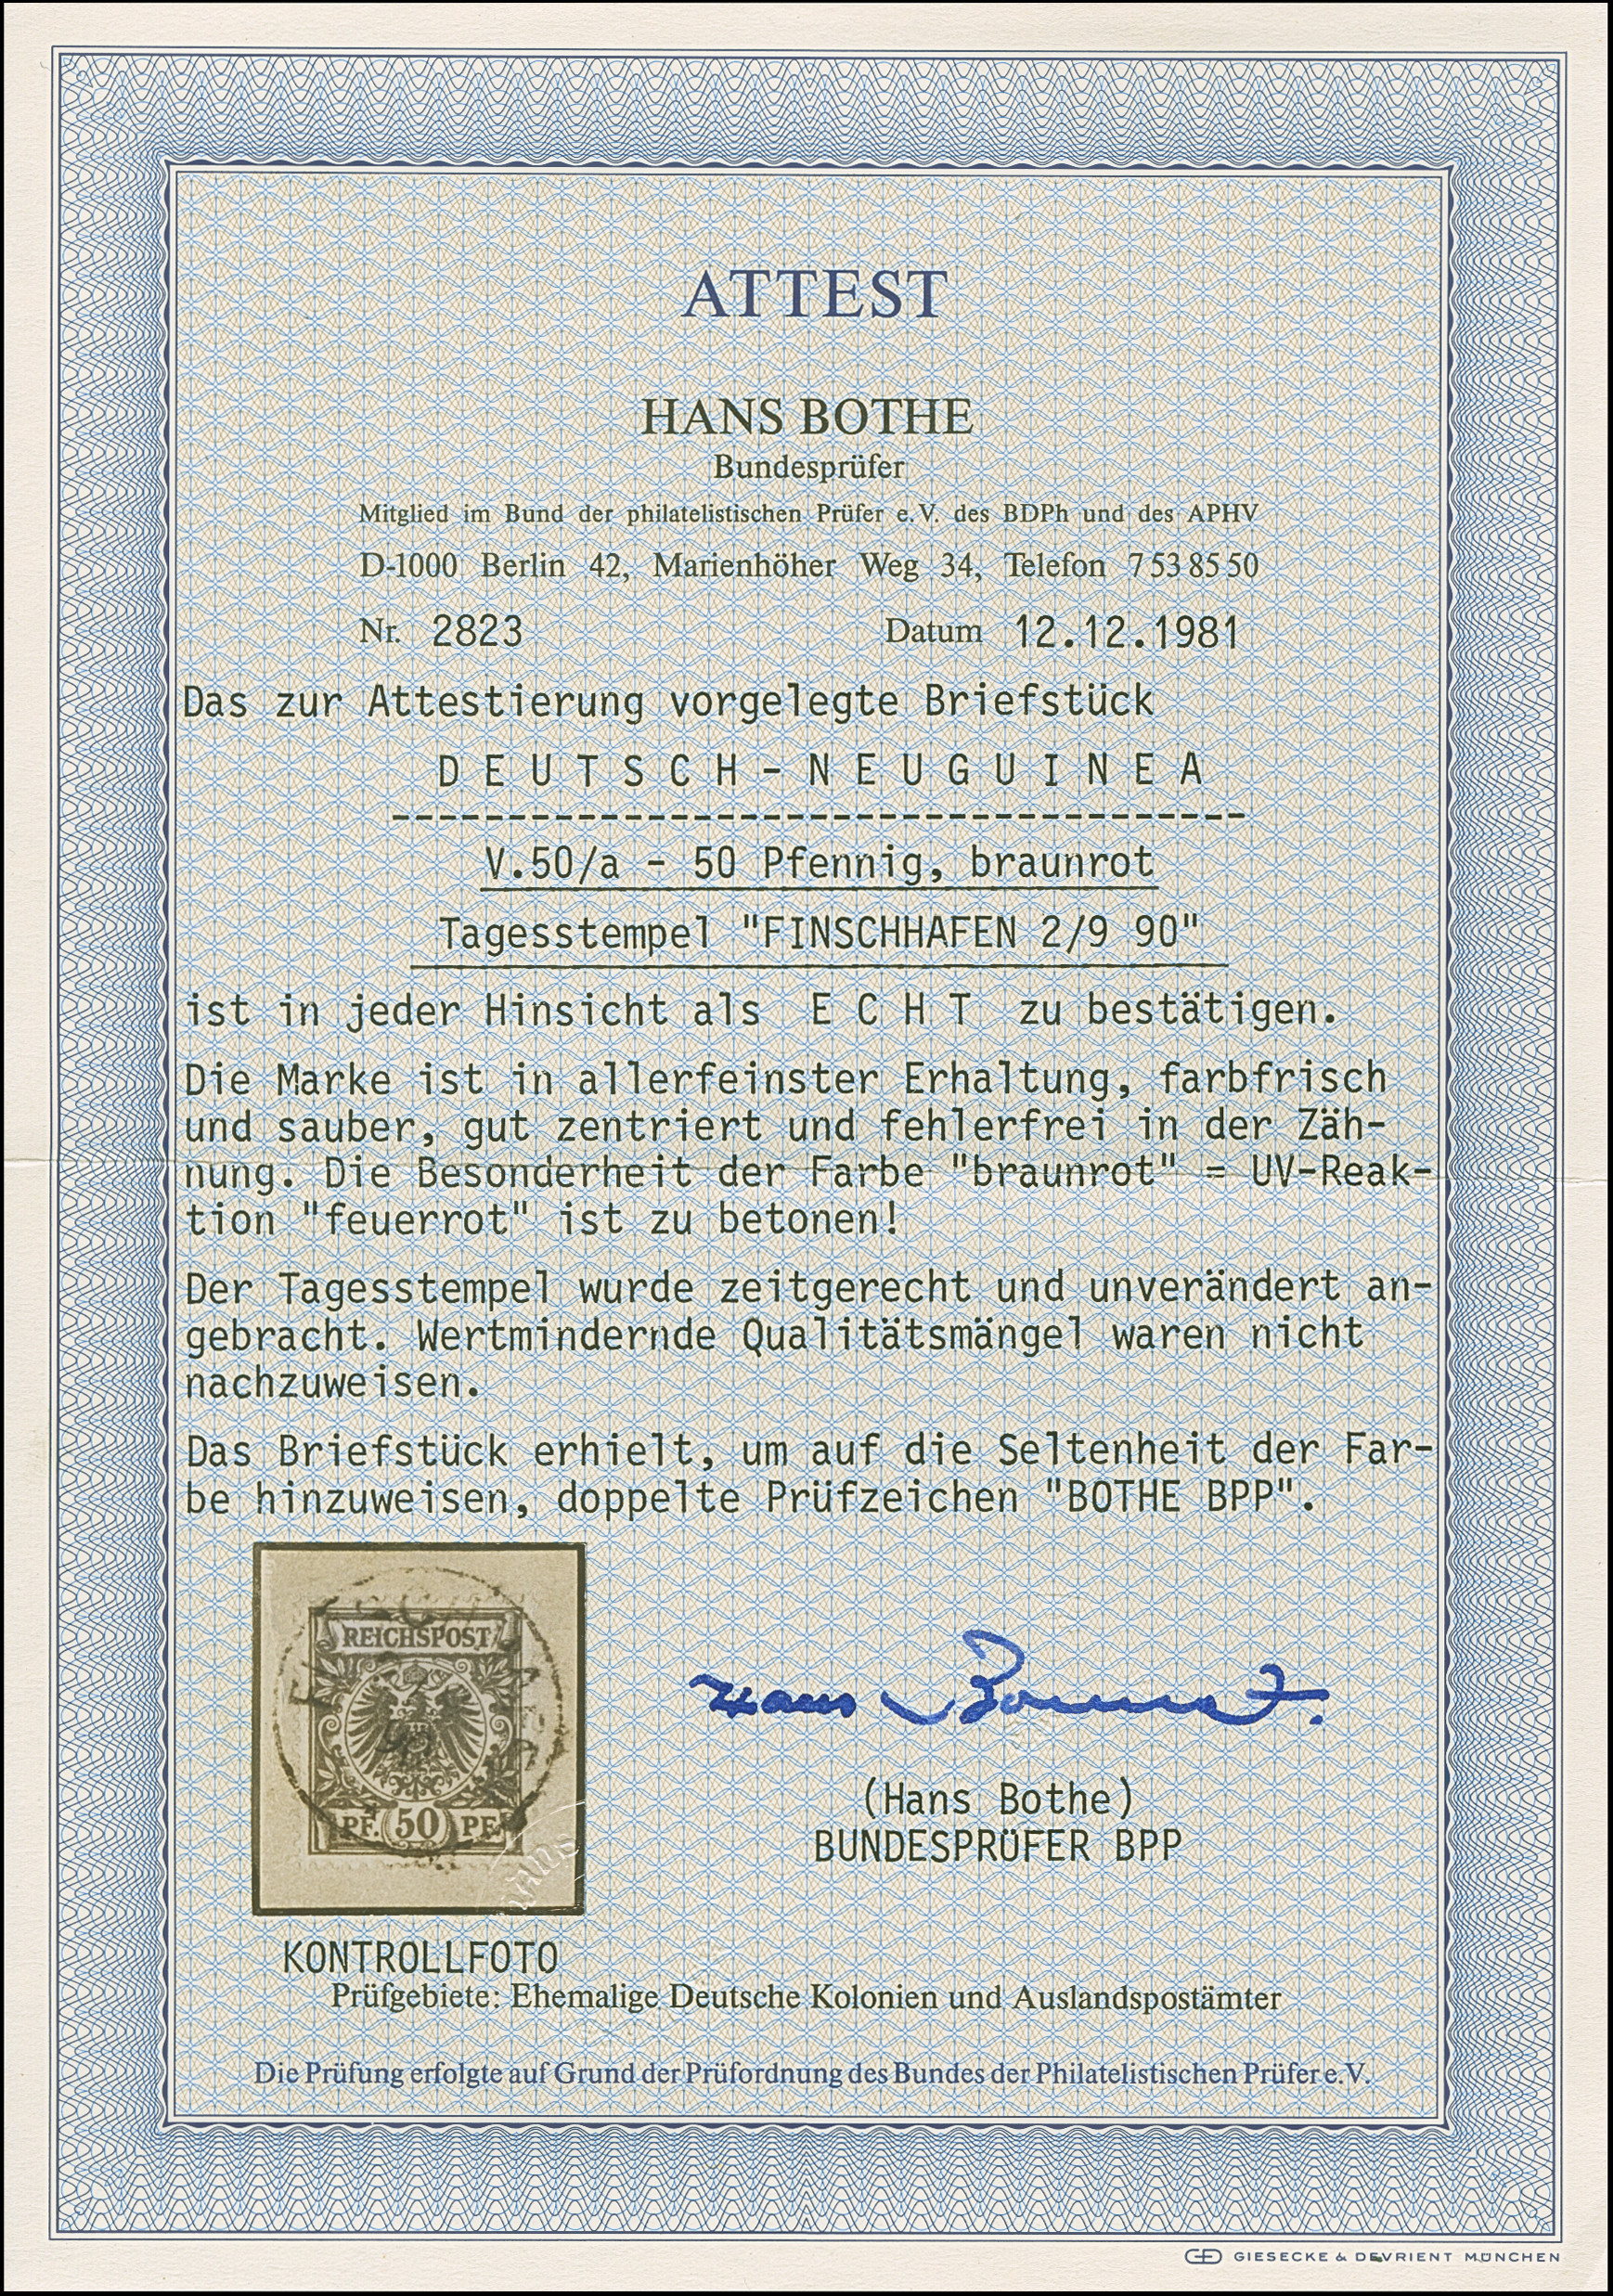 ATTEST
HANS BOTHE
Bundesprüfer
Mitglied im Bund der philatelistischen Prüfer e.V. des BDPh und des APHV
D-1000 Berlin 42, Marienhöher Weg 34, Telefon 7 53 85 50
Nr. 2823 Datum 12.12.1981
Das zur Attestierung vorgelegte Briefstück
D E U T S C H - N E U G U I N E A
V.50/a - 50 Pfennig, braunrot
Tagesstempel "FINSCHHAFEN 2/9 90"
ist in jeder Hinsicht als E C H T zu bestätigen.
Die Marke ist in allerfeinster Erhaltung, farbfrisch
und sauber, gut zentriert und fehlerfrei in der Zäh-
nung. Die Besonderheit der Farbe "braunrot" = UV-Reak-
tion "feuerrot" ist zu betonen!
Der Tagesstempel wurde zeitgerecht und unverändert an-
gebracht. Wertmindernde Qualitätsmängel waren nicht
nachzuweisen.
Das Briefstück erhielt, um auf die Seltenheit der Far-
be hinzuweisen, doppelte Prüfzeichen "BOTHE BPP".
REICHSPOST
PF. 50 PF.
(Hans Bothe)
BUNDESPRÜFER BPP
KONTROLLFOTO
Prüfgebiete: Ehemalige Deutsche Kolonien und Auslandspostämter
Die Prüfung erfolgte auf Grund der Prüfordnung des Bundes der Philatelistischen Prüfer e.V.
GIESECKE & DEVRIENT MÜNCHEN